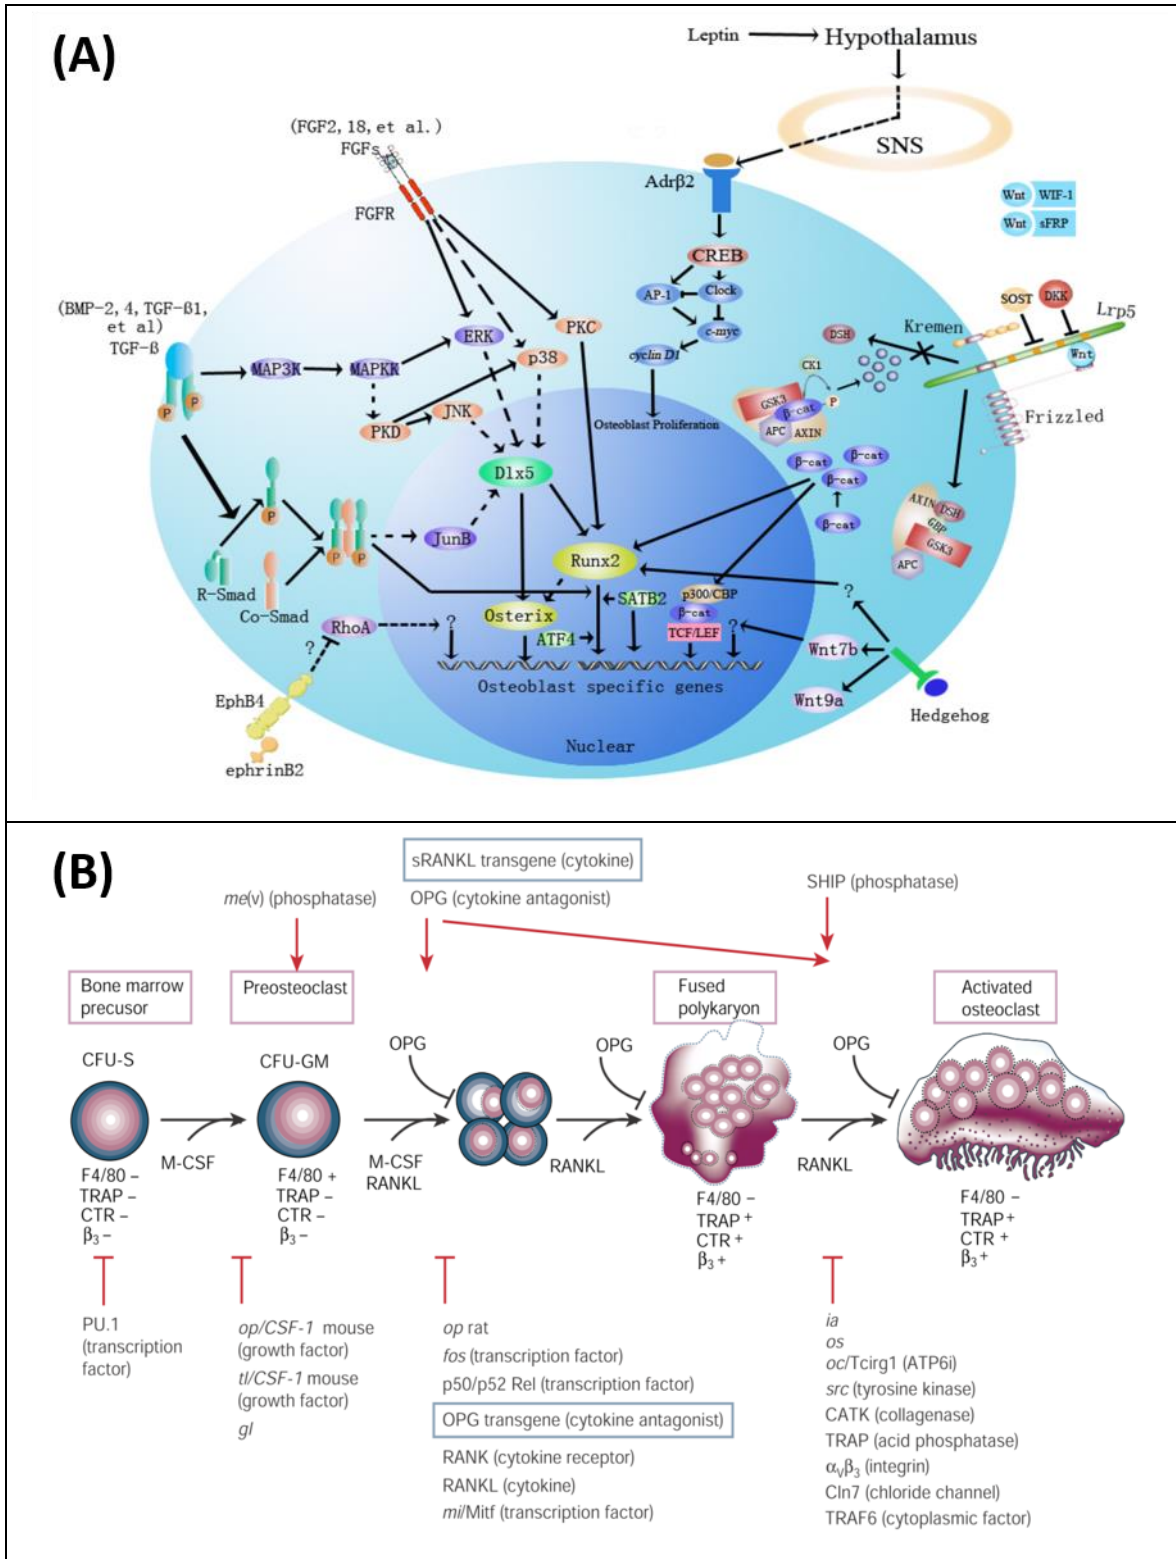 (A)
Leptin
Hypothalamus
SNS
(FGF2, 18, et al.)
FGFs
FGFR
Adrβ2
Wnt WIF-1
Wnt sFRP
CREB
AP-1
Clock
c-myc
cyclin D1
Osteoblast Proliferation
(BMP-2, 4, TGF-ß1,
et al)
TGF-ß
P
P
MAP3K
MAPKK
ERK
p38
PKC
PKD
JNK
SOST
DKK
Lrp5
Kremen
Wnt
Frizzled
DSH
CK1
GSK3
β-cat
P
APC
AXIN
β-cat
β-cat
β-cat
β-cat
AXIN
DSH
GBP
GSK3
APC
Dlx5
JunB
Runx2
Osterix
SATB2
ATF4
p300/CBP
β-cat
TCF/LEF
?
?
?
P
P
P
R-Smad
Co-Smad
RhoA
?
EphB4
ephrinB2
Wnt7b
Wnt9a
Hedgehog
Osteoblast specific genes
Nuclear
(B)
sRANKL transgene (cytokine)
me(v) (phosphatase)
OPG (cytokine antagonist)
SHIP (phosphatase)
Bone marrow
precusor
Preosteoclast
Fused
polykaryon
Activated
osteoclast
CFU-S
CFU-GM
OPG
OPG
OPG
M-CSF
M-CSF
RANKL
RANKL
RANKL
F4/80 –
TRAP –
CTR –
β3 –
F4/80 +
TRAP –
CTR –
β3 –
F4/80 –
TRAP +
CTR +
β3 +
F4/80 –
TRAP +
CTR +
β3 +
PU.1
(transcription
factor)
op/CSF-1 mouse
(growth factor)
tl/CSF-1 mouse
(growth factor)
gl
op rat
fos (transcription factor)
p50/p52 Rel (transcription factor)
OPG transgene (cytokine antagonist)
RANK (cytokine receptor)
RANKL (cytokine)
mi/Mitf (transcription factor)
ia
os
oc/Tcirg1 (ATP6i)
src (tyrosine kinase)
CATK (collagenase)
TRAP (acid phosphatase)
αVβ3 (integrin)
Cln7 (chloride channel)
TRAF6 (cytoplasmic factor)